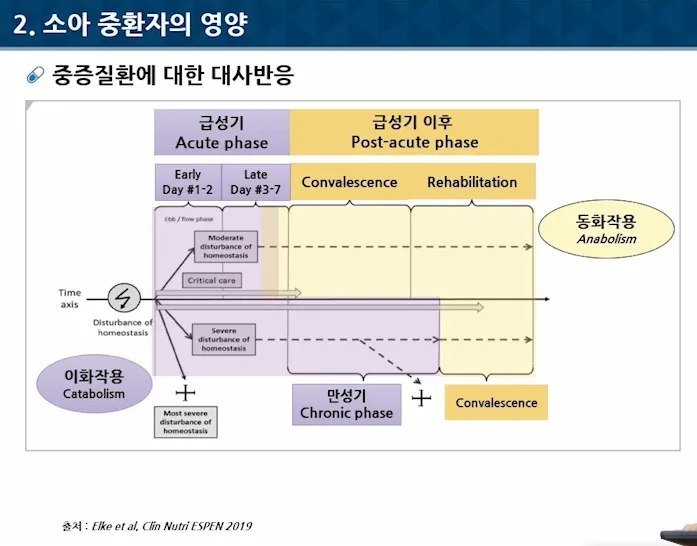 2. 소아 중환자의 영양
중증질환에 대한 대사반응
급성기
Acute phase
급성기 이후
Post-acute phase
Early
Day #1-2
Late
Day #3-7
Convalescence
Rehabilitation
Ebb / flow phase
Moderate
disturbance of
homeostasis
동화작용
Anabolism
Critical care
Time
axis
Disturbance of
homeostasis
Severe
disturbance of
homeostasis
이화작용
Catabolism
만성기
Chronic phase
Convalescence
Most severe
disturbance of
homeostasis
출처 : Elke et al, Clin Nutri ESPEN 2019